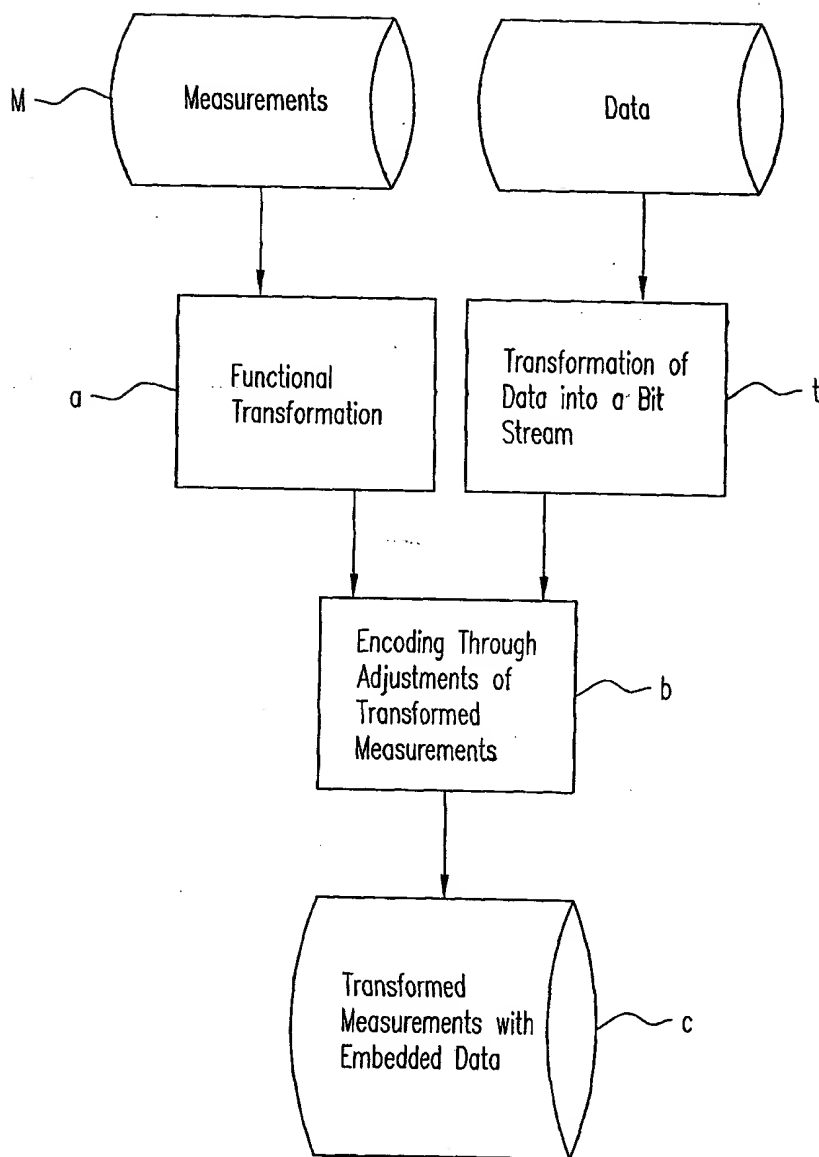 M
Measurements
Data
a
Functional
Transformation
Transformation of
Data into a Bit
Stream
t
Encoding Through
Adjustments of
Transformed
Measurements
b
Transformed
Measurements with
Embedded Data
c